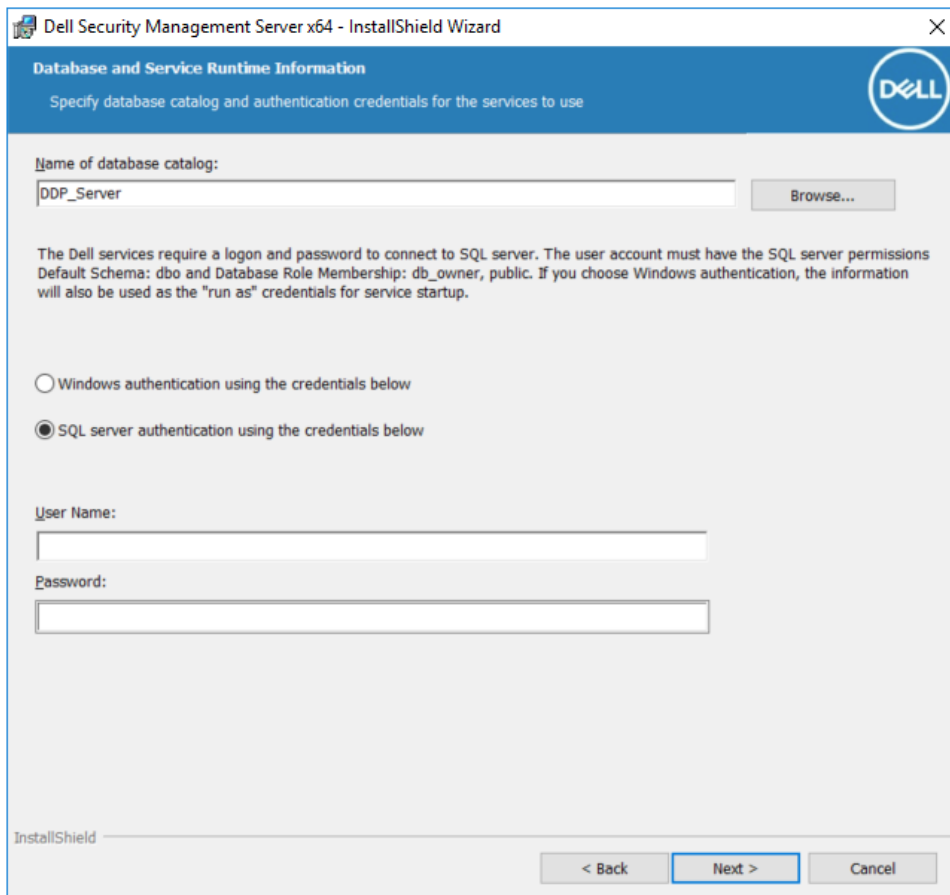 Dell Security Management Server x64 - InstallShield Wizard
Database and Service Runtime Information
Specify database catalog and authentication credentials for the services to use
DELL
Name of database catalog:
DDP_Server
Browse...
The Dell services require a logon and password to connect to SQL server. The user account must have the SQL server permissions
Default Schema: dbo and Database Role Membership: db_owner, public. If you choose Windows authentication, the information
will also be used as the "run as" credentials for service startup.
Windows authentication using the credentials below
SQL server authentication using the credentials below
User Name:
Password:
InstallShield
< Back
Next >
Cancel